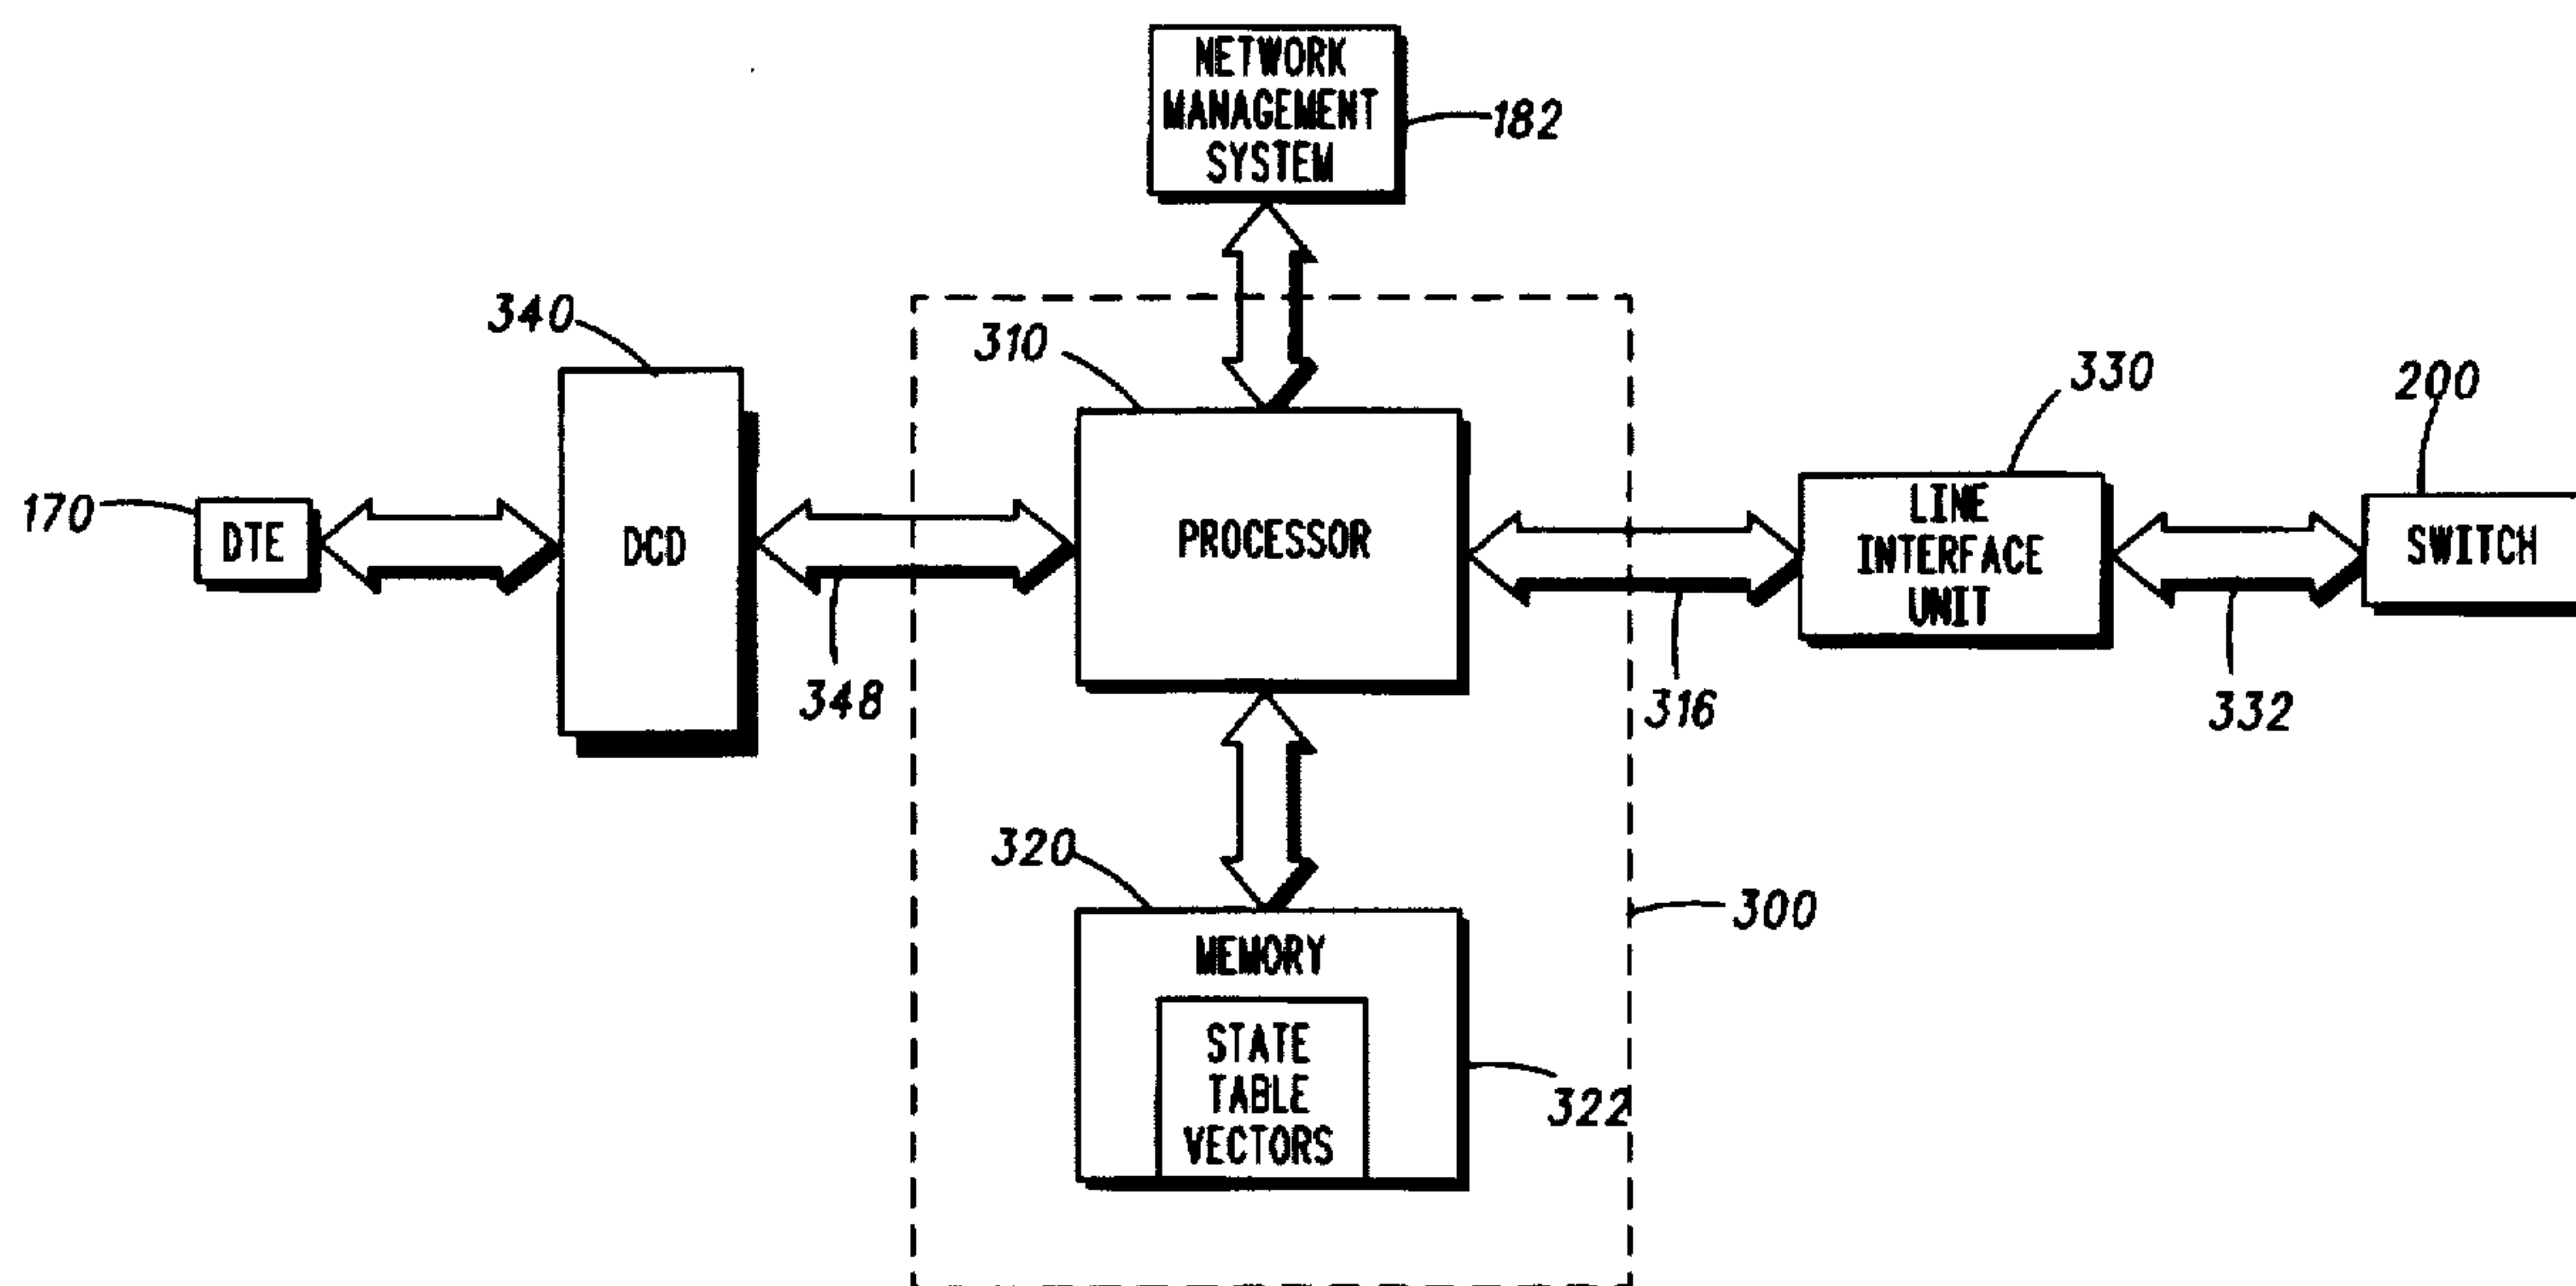 NETWORK
MANAGEMENT
SYSTEM
182
340
310
330
200
170
DTE
DCD
PROCESSOR
LINE
INTERFACE
UNIT
SWITCH
348
316
332
320
MEMORY
300
STATE
TABLE
VECTORS
322